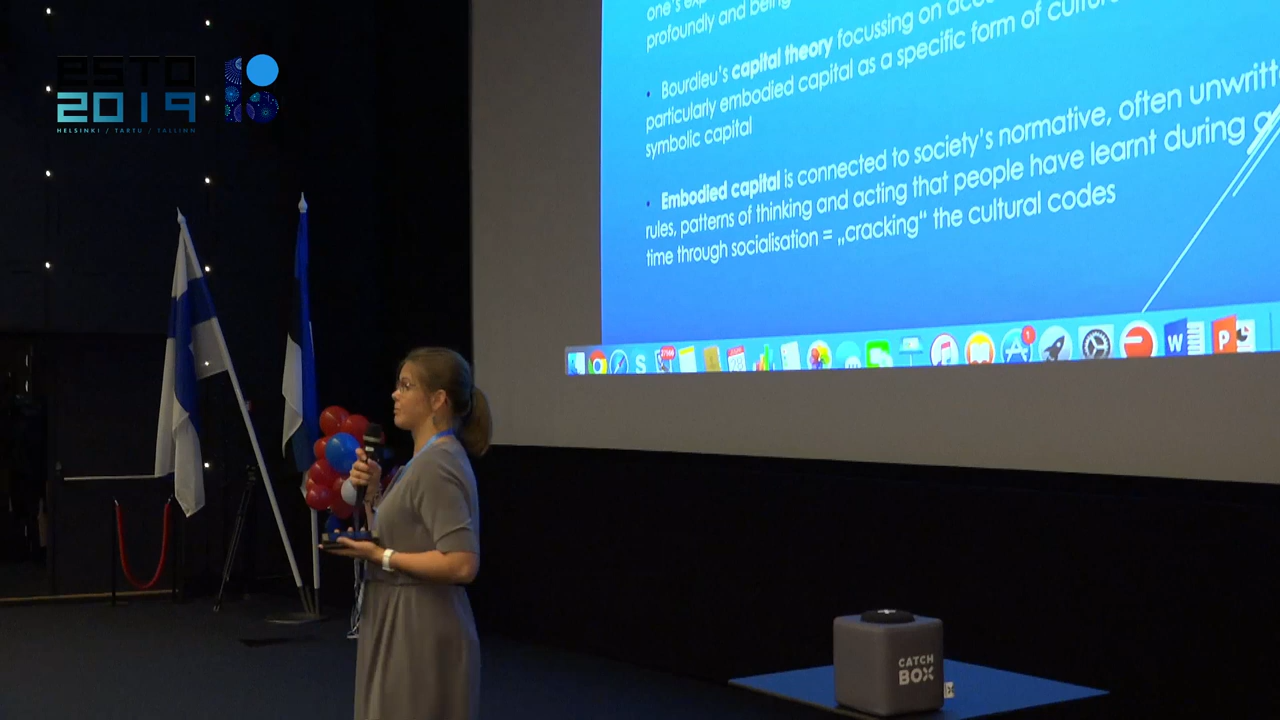 ESTO
2019
HELSINKI / TARTU / TALLINN
one's
profoundly and being
• Bourdieu's capital theory focussing on
particularly embodied capital as a specific form of
symbolic capital
• Embodied capital is connected to society's normative, often
rules, patterns of thinking and acting that people have learnt during
time through socialisation = „cracking“ the cultural codes
S
W
P
CATCH
BOX